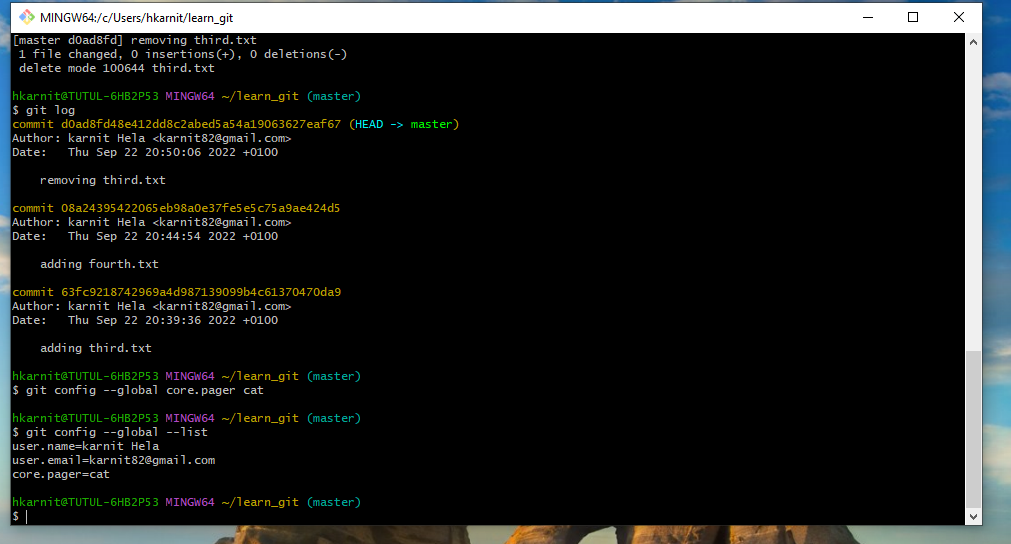 MINGW64:/c/Users/hkarnit/learn_git
[master d0ad8fd] removing third.txt
 1 file changed, 0 insertions(+), 0 deletions(-)
 delete mode 100644 third.txt
hkarnit@TUTUL-6HB2P53 MINGW64 ~/learn_git (master)
$ git log
commit d0ad8fd48e412dd8c2abed5a54a19063627eaf67 (HEAD -> master)
Author: karnit Hela <karnit82@gmail.com>
Date:   Thu Sep 22 20:50:06 2022 +0100
    removing third.txt
commit 08a24395422065eb98a0e37fe5e5c75a9ae424d5
Author: karnit Hela <karnit82@gmail.com>
Date:   Thu Sep 22 20:44:54 2022 +0100
    adding fourth.txt
commit 63fc9218742969a4d987139099b4c61370470da9
Author: karnit Hela <karnit82@gmail.com>
Date:   Thu Sep 22 20:39:36 2022 +0100
    adding third.txt
hkarnit@TUTUL-6HB2P53 MINGW64 ~/learn_git (master)
$ git config --global core.pager cat
hkarnit@TUTUL-6HB2P53 MINGW64 ~/learn_git (master)
$ git config --global --list
user.name=karnit Hela
user.email=karnit82@gmail.com
core.pager=cat
hkarnit@TUTUL-6HB2P53 MINGW64 ~/learn_git (master)
$